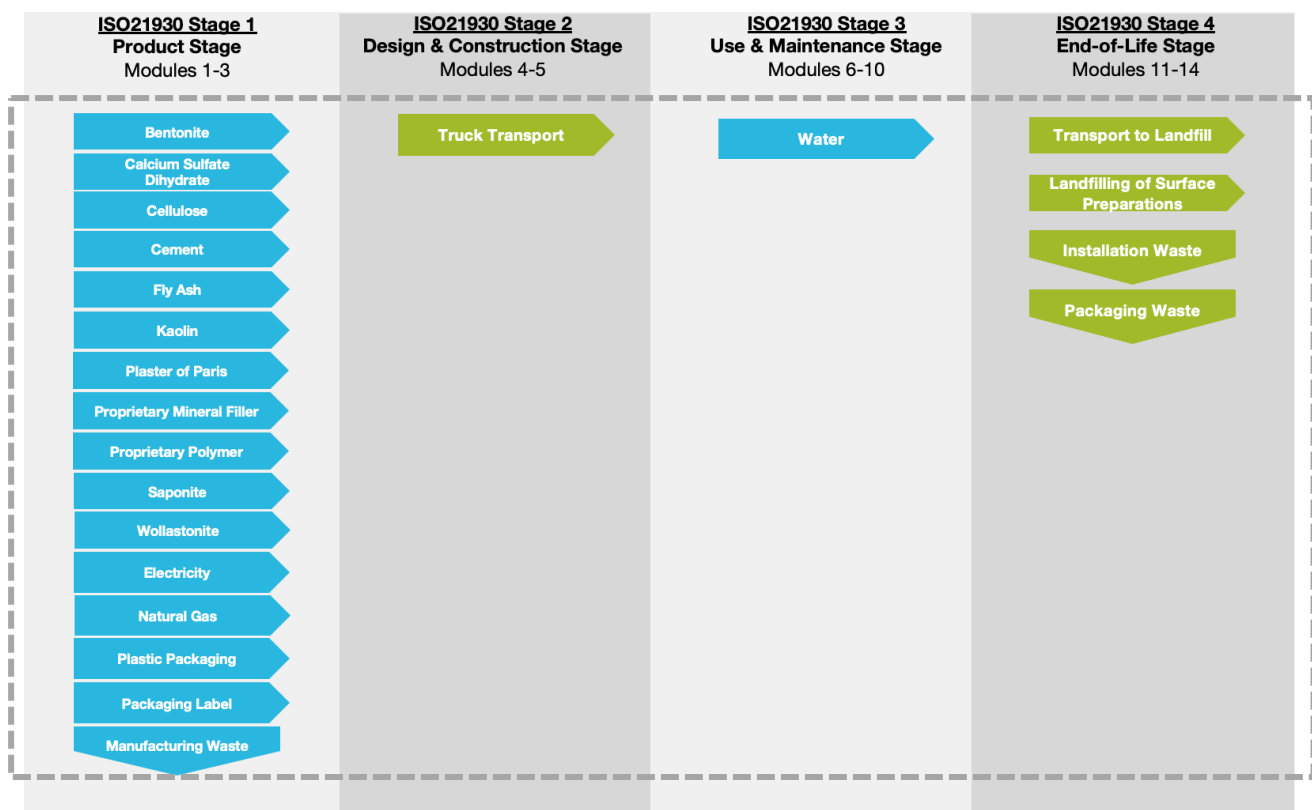 ISO21930 Stage 1
Product Stage
Modules 1-3
ISO21930 Stage 2
Design & Construction Stage
Modules 4-5
ISO21930 Stage 3
Use & Maintenance Stage
Modules 6-10
ISO21930 Stage 4
End-of-Life Stage
Modules 11-14
Bentonite
Calcium Sulfate
Dihydrate
Cellulose
Cement
Fly Ash
Kaolin
Plaster of Paris
Proprietary Mineral Filler
Proprietary Polymer
Saponite
Wollastonite
Electricity
Natural Gas
Plastic Packaging
Packaging Label
Manufacturing Waste
Truck Transport
Water
Transport to Landfill
Landfilling of Surface
Preparations
Installation Waste
Packaging Waste